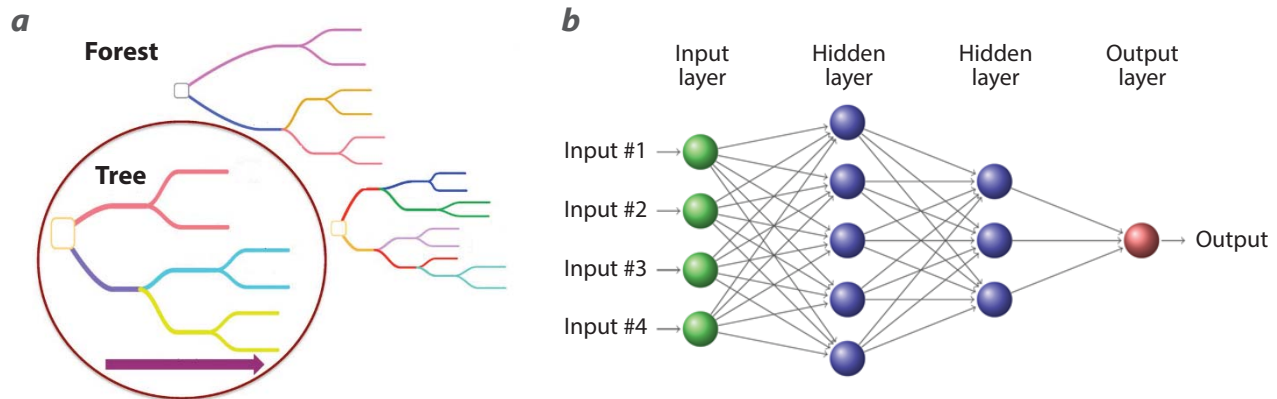 a
Forest
Tree
b
Input
layer
Hidden
layer
Hidden
layer
Output
layer
Input #1
Input #2
Input #3
Input #4
Output